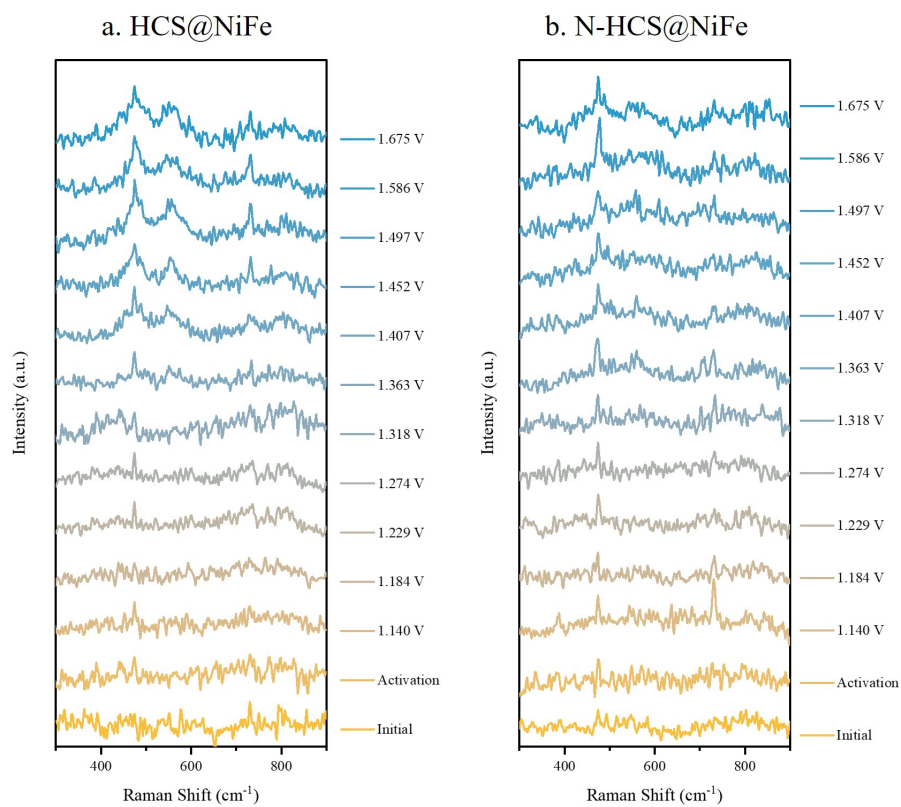 a. HCS@NiFe
b. N-HCS@NiFe
Intensity (a.u.)
1.675 V
1.586 V
1.497 V
1.452 V
1.407 V
1.363 V
1.318 V
1.274 V
1.229 V
1.184 V
1.140 V
Activation
Initial
400
600
800
Raman Shift (cm⁻¹)
Intensity (a.u.)
1.675 V
1.586 V
1.497 V
1.452 V
1.407 V
1.363 V
1.318 V
1.274 V
1.229 V
1.184 V
1.140 V
Activation
Initial
400
600
800
Raman Shift (cm⁻¹)